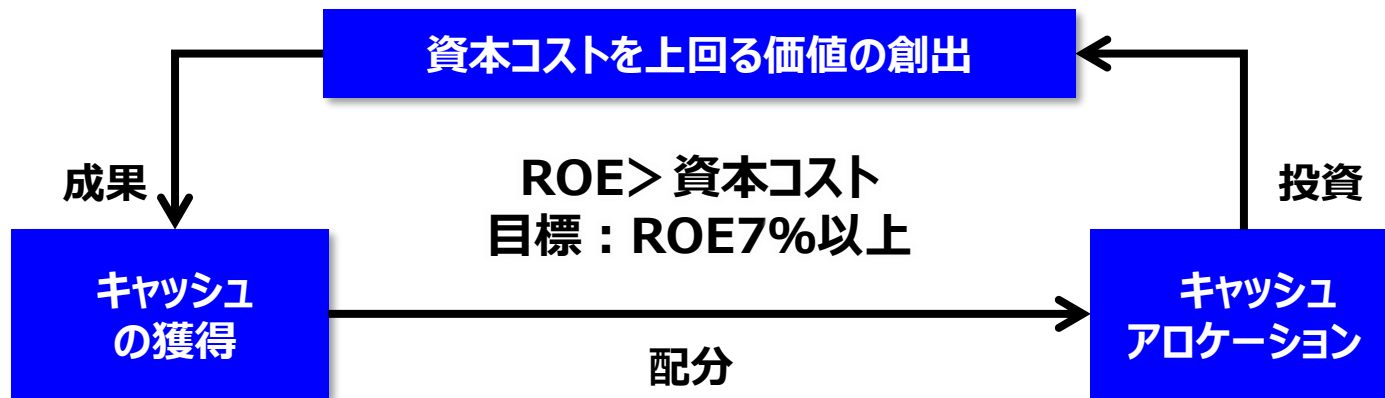 資本コストを上回る価値の創出
成果
ROE＞資本コスト
目標：ROE7%以上
投資
キャッシュ
の獲得
キャッシュ
アロケーション
配分